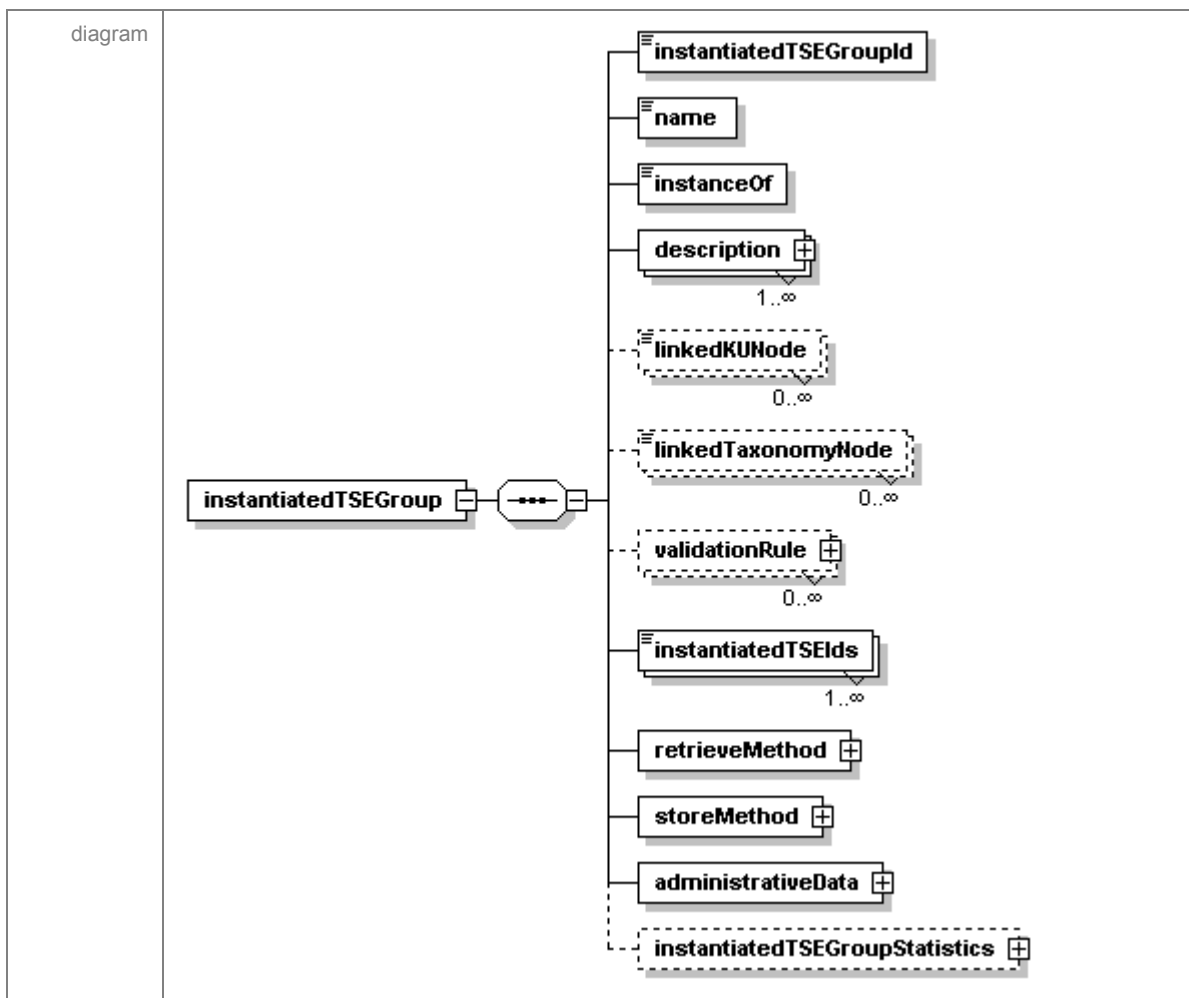 diagram
instantiatedTSEGroupId
name
instanceOf
description
1..∞
linkedKUNode
0..∞
linkedTaxonomyNode
0..∞
instantiatedTSEGroup
validationRule
0..∞
instantiatedTSEIds
1..∞
retrieveMethod
storeMethod
administrativeData
instantiatedTSEGroupStatistics